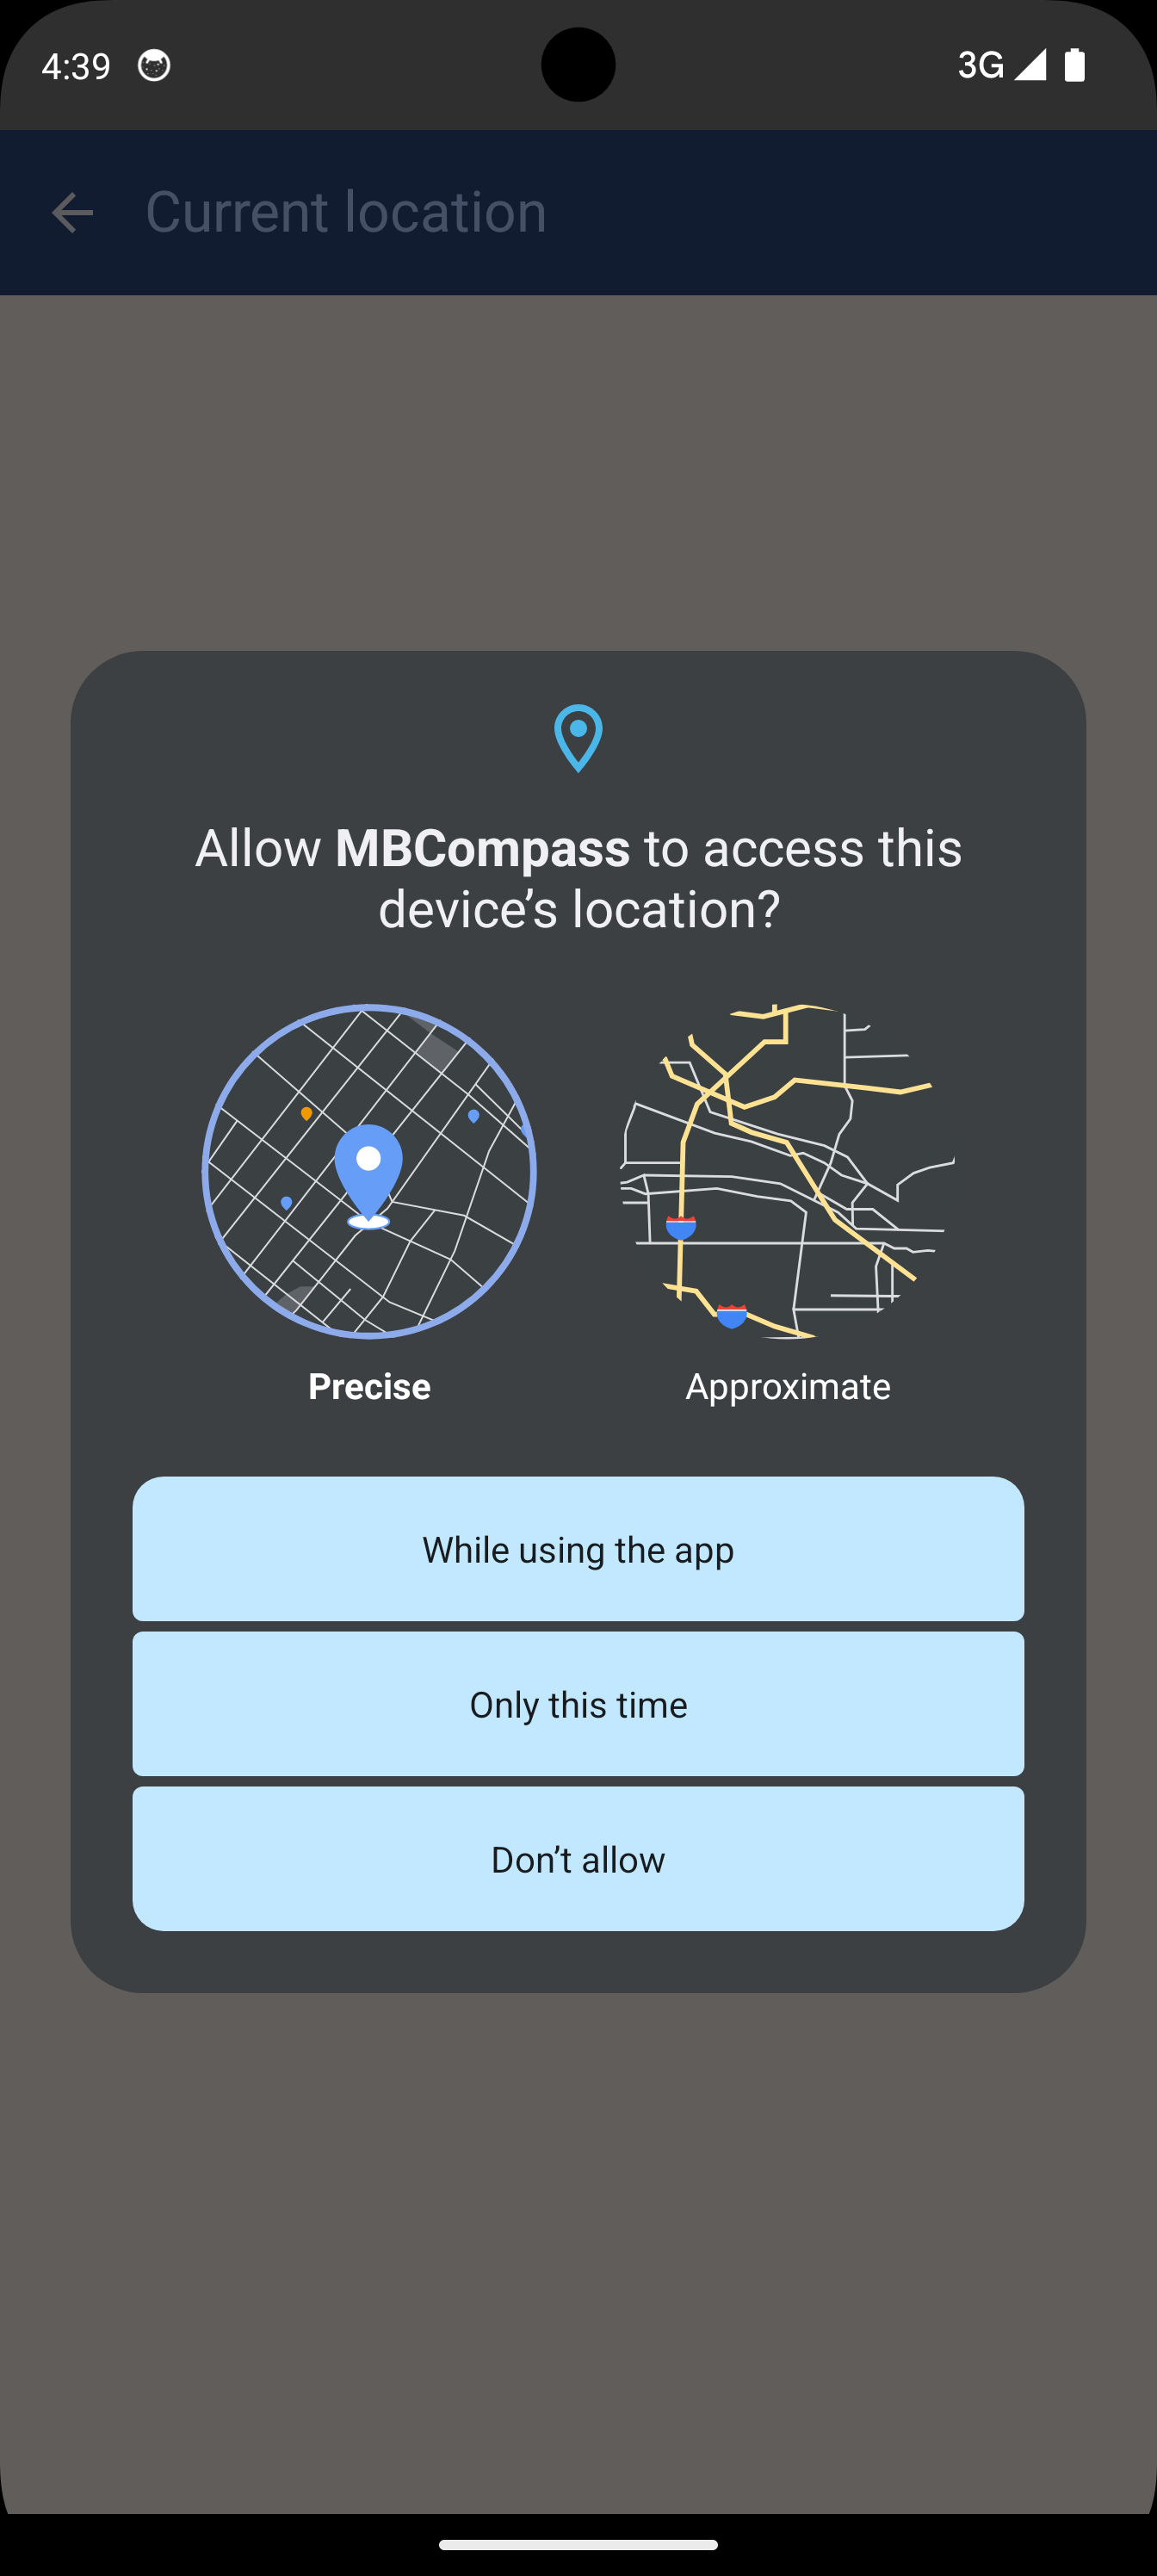 4:39
3G
Current location
Allow MBCompass to access this
device’s location?
Precise
Approximate
While using the app
Only this time
Don’t allow